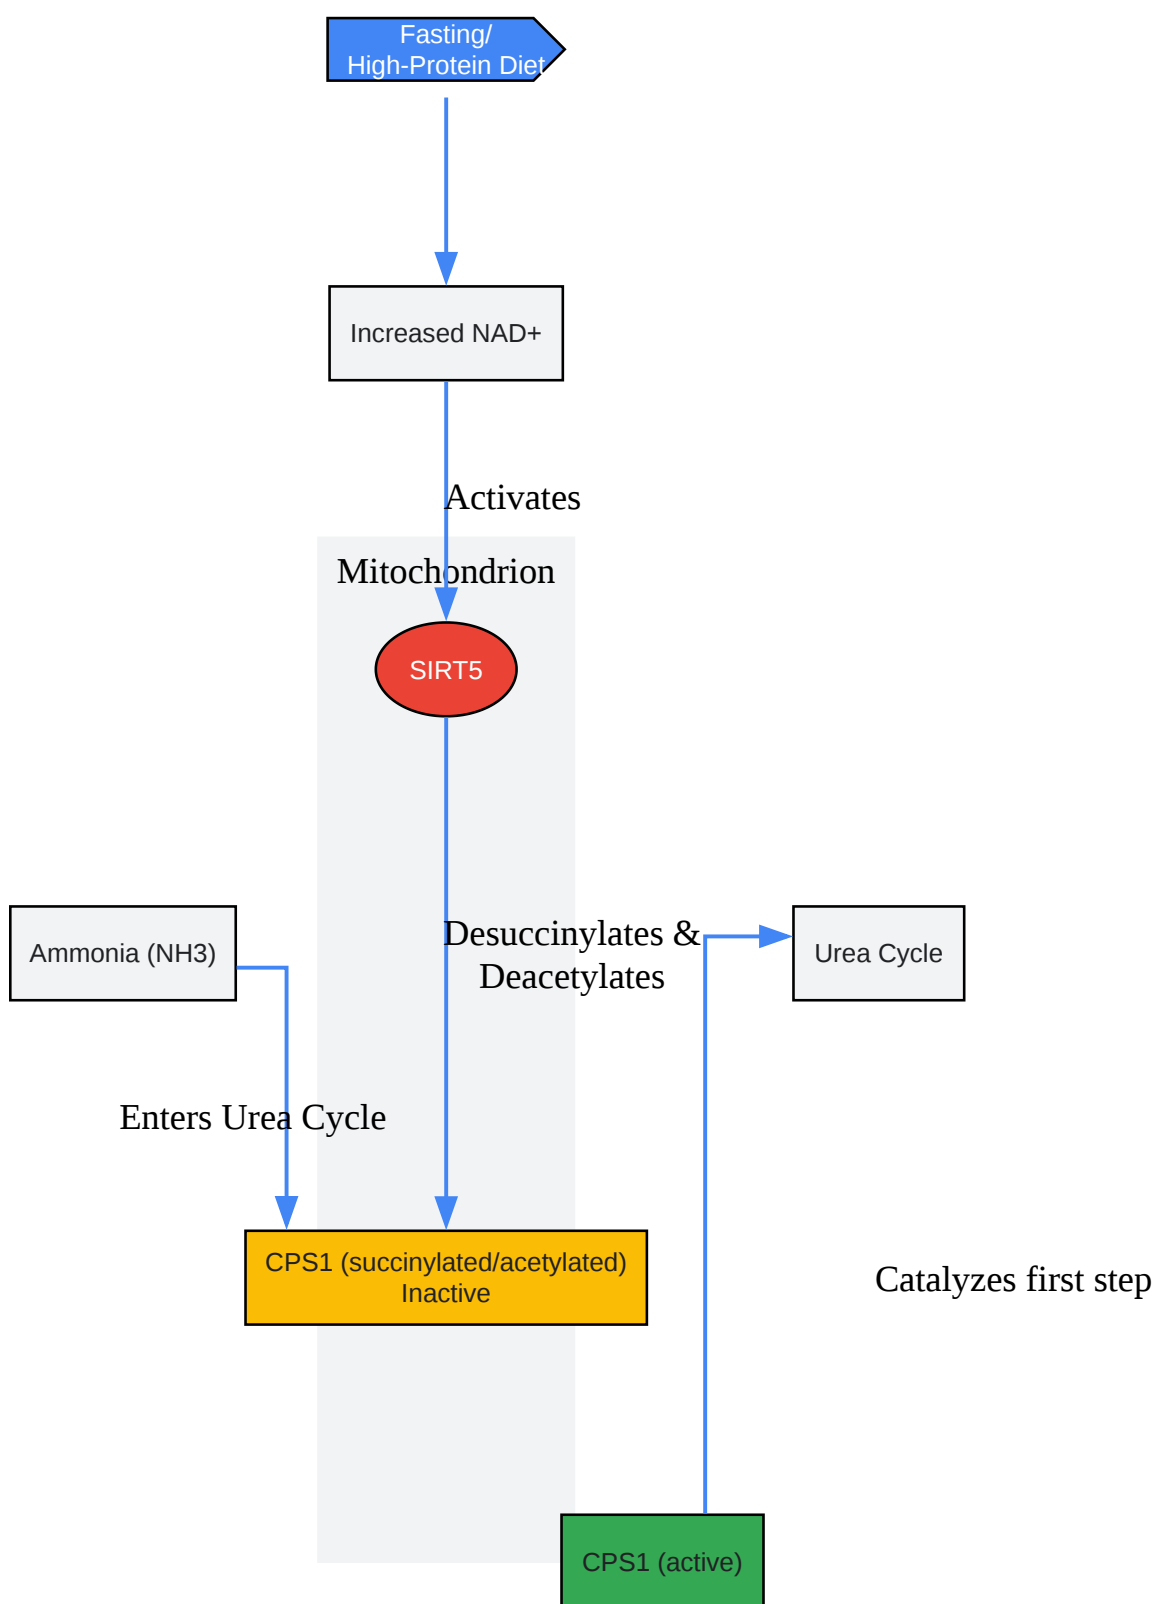 Fasting/
High-Protein Diet
Increased NAD+
Activates
Mitochondrion
SIRT5
Desuccinylates &
Deacetylates
Ammonia (NH3)
Urea Cycle
Enters Urea Cycle
CPS1 (succinylated/acetylated)
Inactive
Catalyzes first step
CPS1 (active)